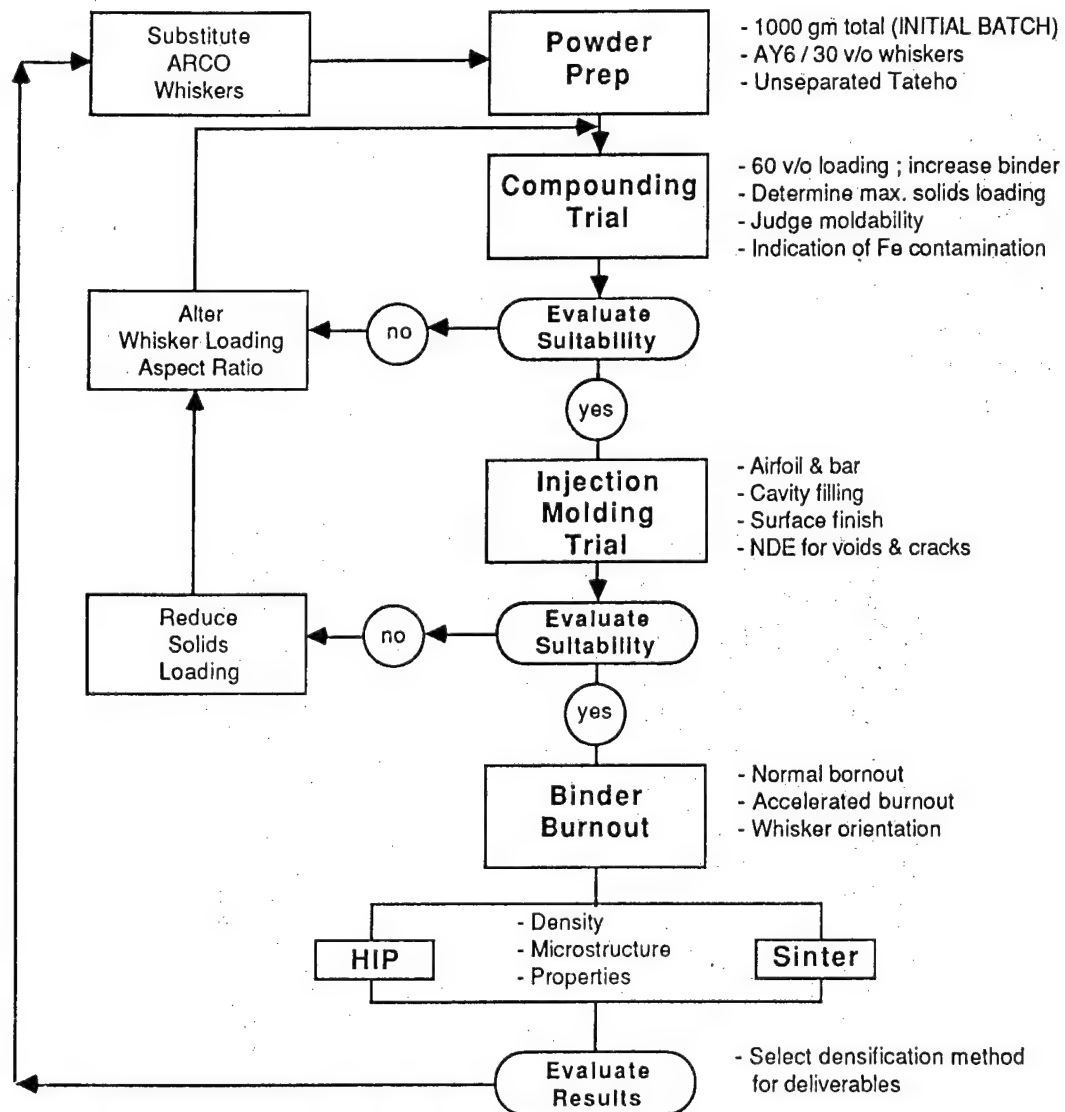 Substitute
ARCO
Whiskers
Powder
Prep
- 1000 gm total (INITIAL BATCH)
- AY6 / 30 v/o whiskers
- Unseparated Tateho
Compounding
Trial
- 60 v/o loading ; increase binder
- Determine max. solids loading
- Judge moldability
- Indication of Fe contamination
Alter
Whisker Loading
Aspect Ratio
no
Evaluate
Suitability
yes
Injection
Molding
Trial
- Airfoil & bar
- Cavity filling
- Surface finish
- NDE for voids & cracks
Reduce
Solids
Loading
no
Evaluate
Suitability
yes
Binder
Burnout
- Normal bornout
- Accelerated burnout
- Whisker orientation
HIP
- Density
- Microstructure
- Properties
Sinter
Evaluate
Results
- Select densification method
for deliverables